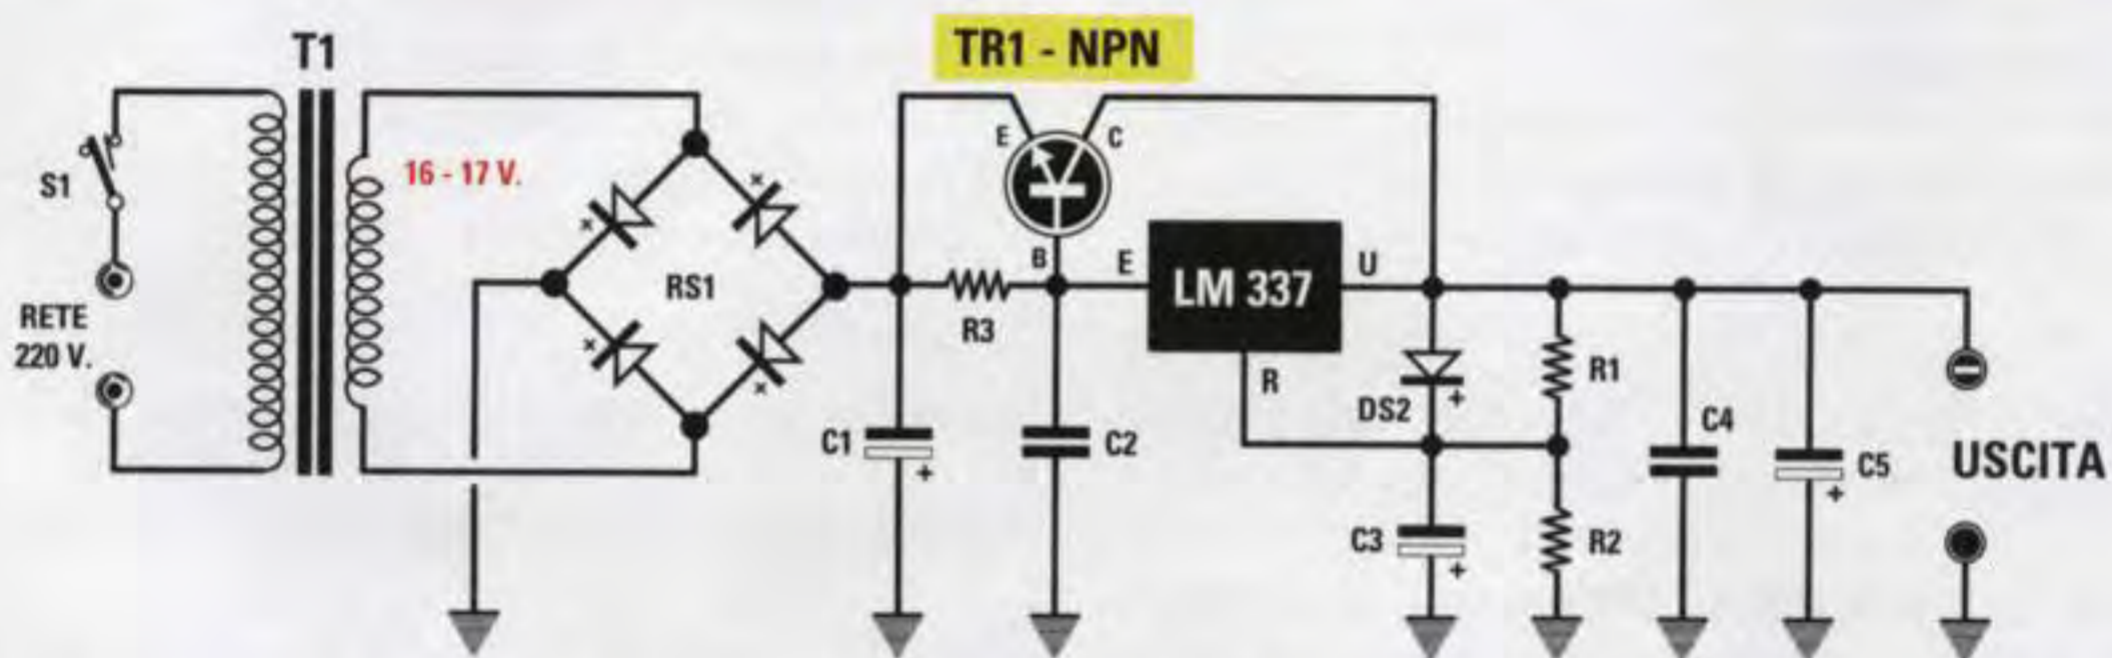 TR1 - NPN
T1
16 - 17 V.
S1
RETE
220 V.
RS1
E
C
B
E
LM 337
U
R
R3
C1
+
C2
DS2
+
R1
C3
+
R2
C4
C5
+
USCITA